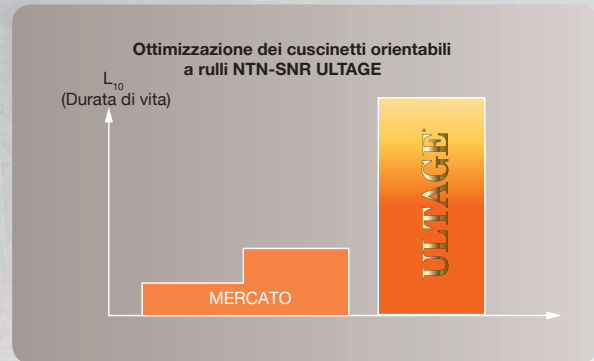 Ottimizzazione dei cuscinetti orientabili
a rulli NTN-SNR ULTAGE
L10
(Durata di vita)
MERCATO
ULTAGE